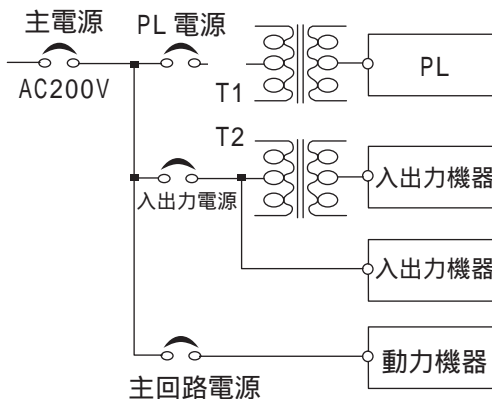 主電源
PL 電源
AC200V
T1
PL
T2
入出力電源
入出力機器
入出力機器
主回路電源
動力機器